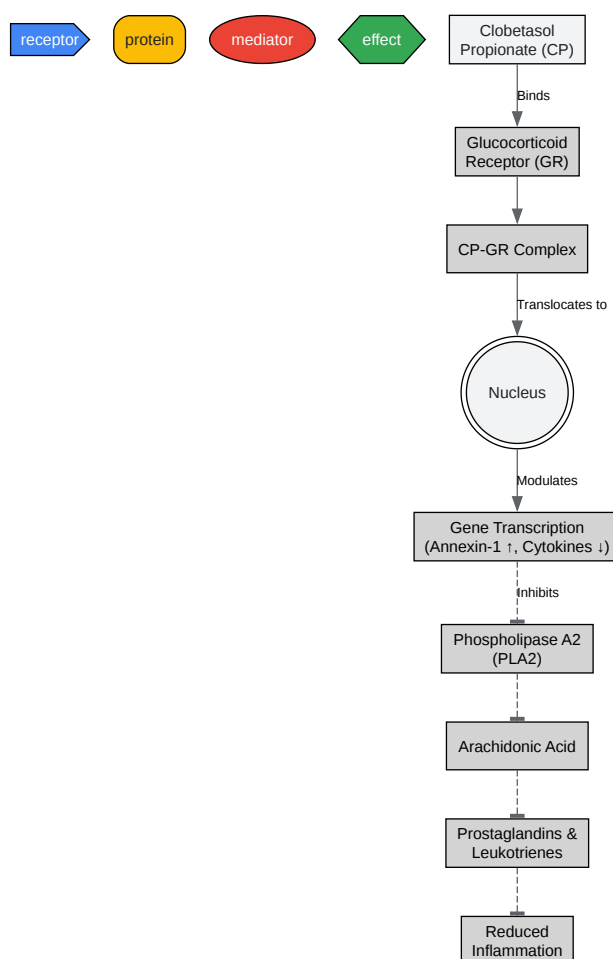 receptor
protein
mediator
effect
Clobetasol
Propionate (CP)
Binds
Glucocorticoid
Receptor (GR)
CP-GR Complex
Translocates to
Nucleus
Modulates
Gene Transcription
(Annexin-1 ↑, Cytokines ↓)
Inhibits
Phospholipase A2
(PLA2)
Arachidonic Acid
Prostaglandins &
Leukotrienes
Reduced
Inflammation